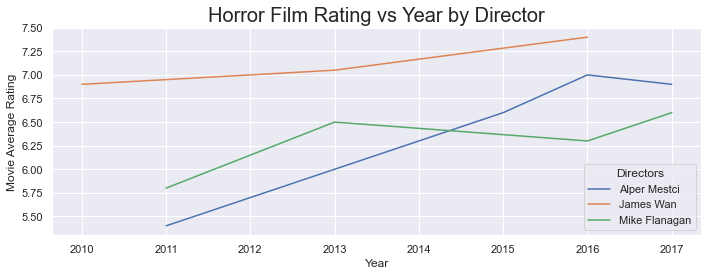 Horror Film Rating vs Year by Director
Movie Average Rating
7.50
7.25
7.00
6.75
6.50
6.25
6.00
5.75
5.50
Directors
Alper Mestci
James Wan
Mike Flanagan
2010 2011 2012 2013 2014 2015 2016 2017
Year